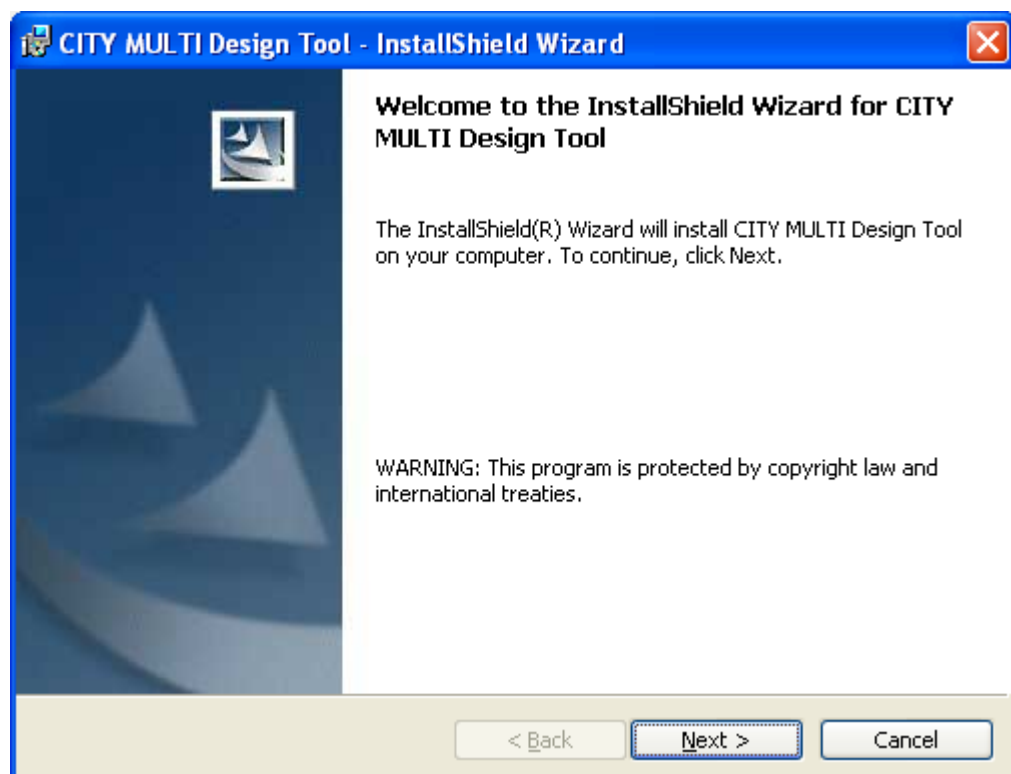 CITY MULTI Design Tool - InstallShield Wizard
Welcome to the InstallShield Wizard for CITY
MULTI Design Tool
The InstallShield(R) Wizard will install CITY MULTI Design Tool
on your computer. To continue, click Next.
WARNING: This program is protected by copyright law and
international treaties.
< Back
Next >
Cancel